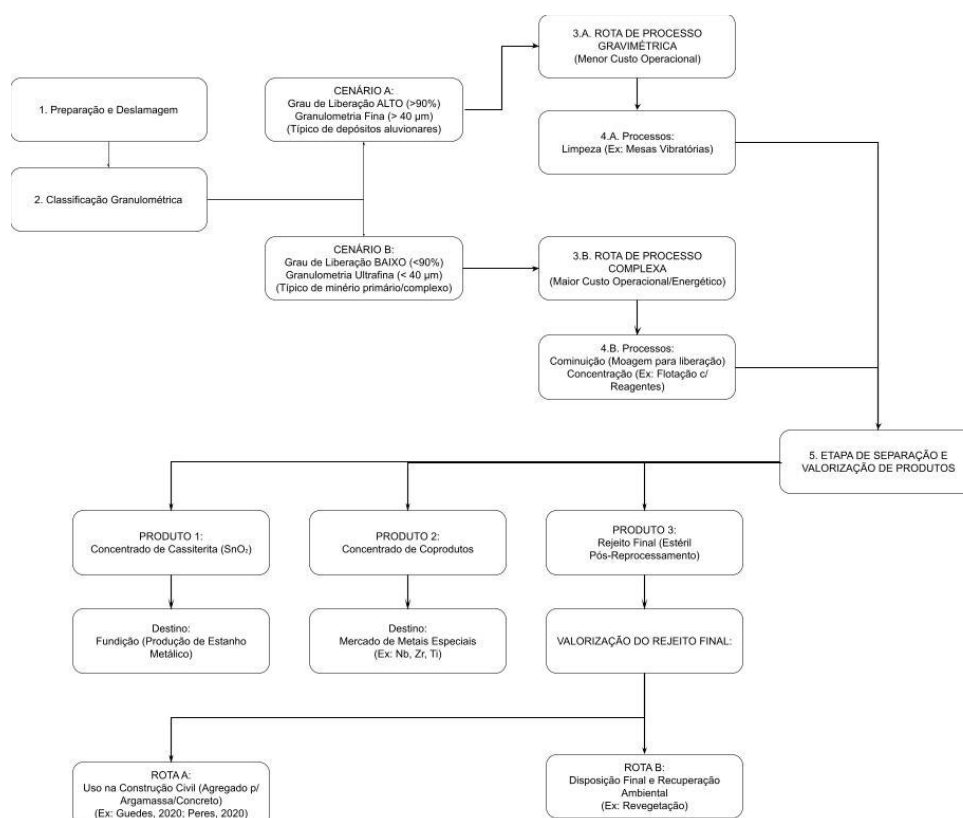 3.A. ROTA DE PROCESSO
GRAVIMÉTRICA
(Menor Custo Operacional)
1. Preparação e Deslamagem
CENÁRIO A:
Grau de Liberação ALTO (>90%)
Granulometria Fina (> 40 µm)
(Típico de depósitos aluvionares)
4.A. Processos:
Limpeza (Ex: Mesas Vibratórias)
2. Classificação Granulométrica
CENÁRIO B:
Grau de Liberação BAIXO (<90%)
Granulometria Ultrafina (< 40 µm)
(Típico de minério primário/complexo)
3.B. ROTA DE PROCESSO
COMPLEXA
(Maior Custo Operacional/Energético)
4.B. Processos:
Cominuição (Moagem para liberação)
Concentração (Ex: Flotação c/
Reagentes)
5. ETAPA DE SEPARAÇÃO E
VALORIZAÇÃO DE PRODUTOS
PRODUTO 1:
Concentrado de Cassiterita (SnO₂)
PRODUTO 2:
Concentrado de Coprodutos
PRODUTO 3:
Rejeito Final (Estéril
Pós-Reprocessamento)
Destino:
Fundição (Produção de Estanho
Metálico)
Destino:
Mercado de Metais Especiais
(Ex: Nb, Zr, Ti)
VALORIZAÇÃO DO REJEITO FINAL:
ROTA A:
Uso na Construção Civil (Agregado p/
Argamassa/Concreto)
(Ex: Guedes, 2020; Peres, 2020)
ROTA B:
Disposição Final e Recuperação
Ambiental
(Ex: Revegetação)